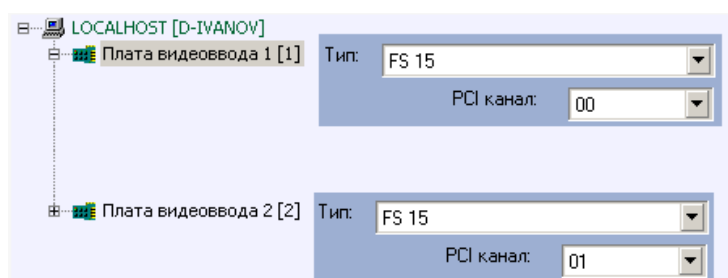 LOCALHOST [D-IVANOV]
Плата видеоввода 1 [1] Тип: FS 15
PCI канал: 00
Плата видеоввода 2 [2] Тип: FS 15
PCI канал: 01